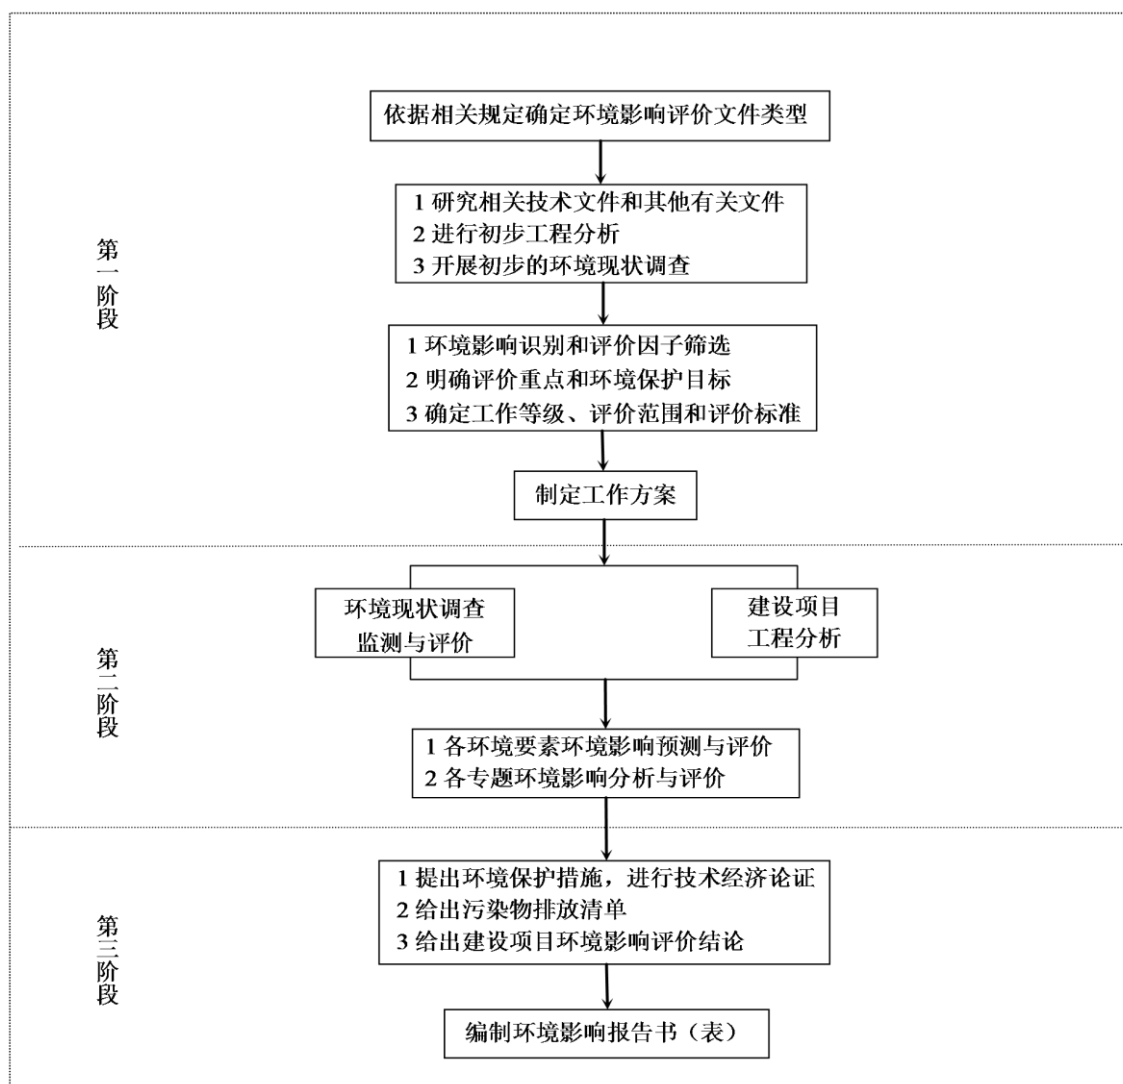 依据相关规定确定环境影响评价文件类型
1 研究相关技术文件和其他有关文件
2 进行初步工程分析
3 开展初步的环境现状调查
第一阶段
1 环境影响识别和评价因子筛选
2 明确评价重点和环境保护目标
3 确定工作等级、评价范围和评价标准
制定工作方案
环境现状调查
监测与评价
建设项目
工程分析
第二阶段
1 各环境要素环境影响预测与评价
2 各专题环境影响分析与评价
1 提出环境保护措施，进行技术经济论证
2 给出污染物排放清单
3 给出建设项目环境影响评价结论
第三阶段
编制环境影响报告书（表）